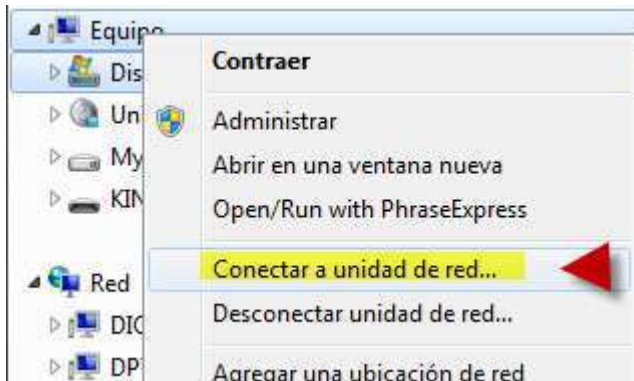 Equipo
Contraer
Dis
Un
Administrar
My
Abrir en una ventana nueva
KIN
Open/Run with PhraseExpress
Conectar a unidad de red...
Red
DIC
Desconectar unidad de red...
DP
Agregar una ubicación de red